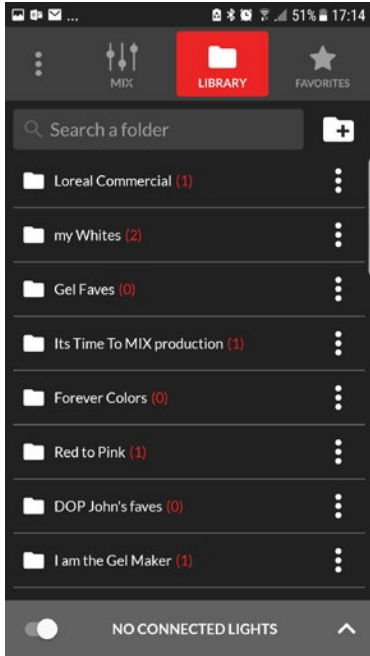 ... 51% 17:14
MIX
LIBRARY
FAVORITES
Search a folder
Loreal Commercial (1)
my Whites (2)
Gel Faves (0)
Its Time To MIX production (1)
Forever Colors (0)
Red to Pink (1)
DOP John's faves (0)
I am the Gel Maker (1)
NO CONNECTED LIGHTS